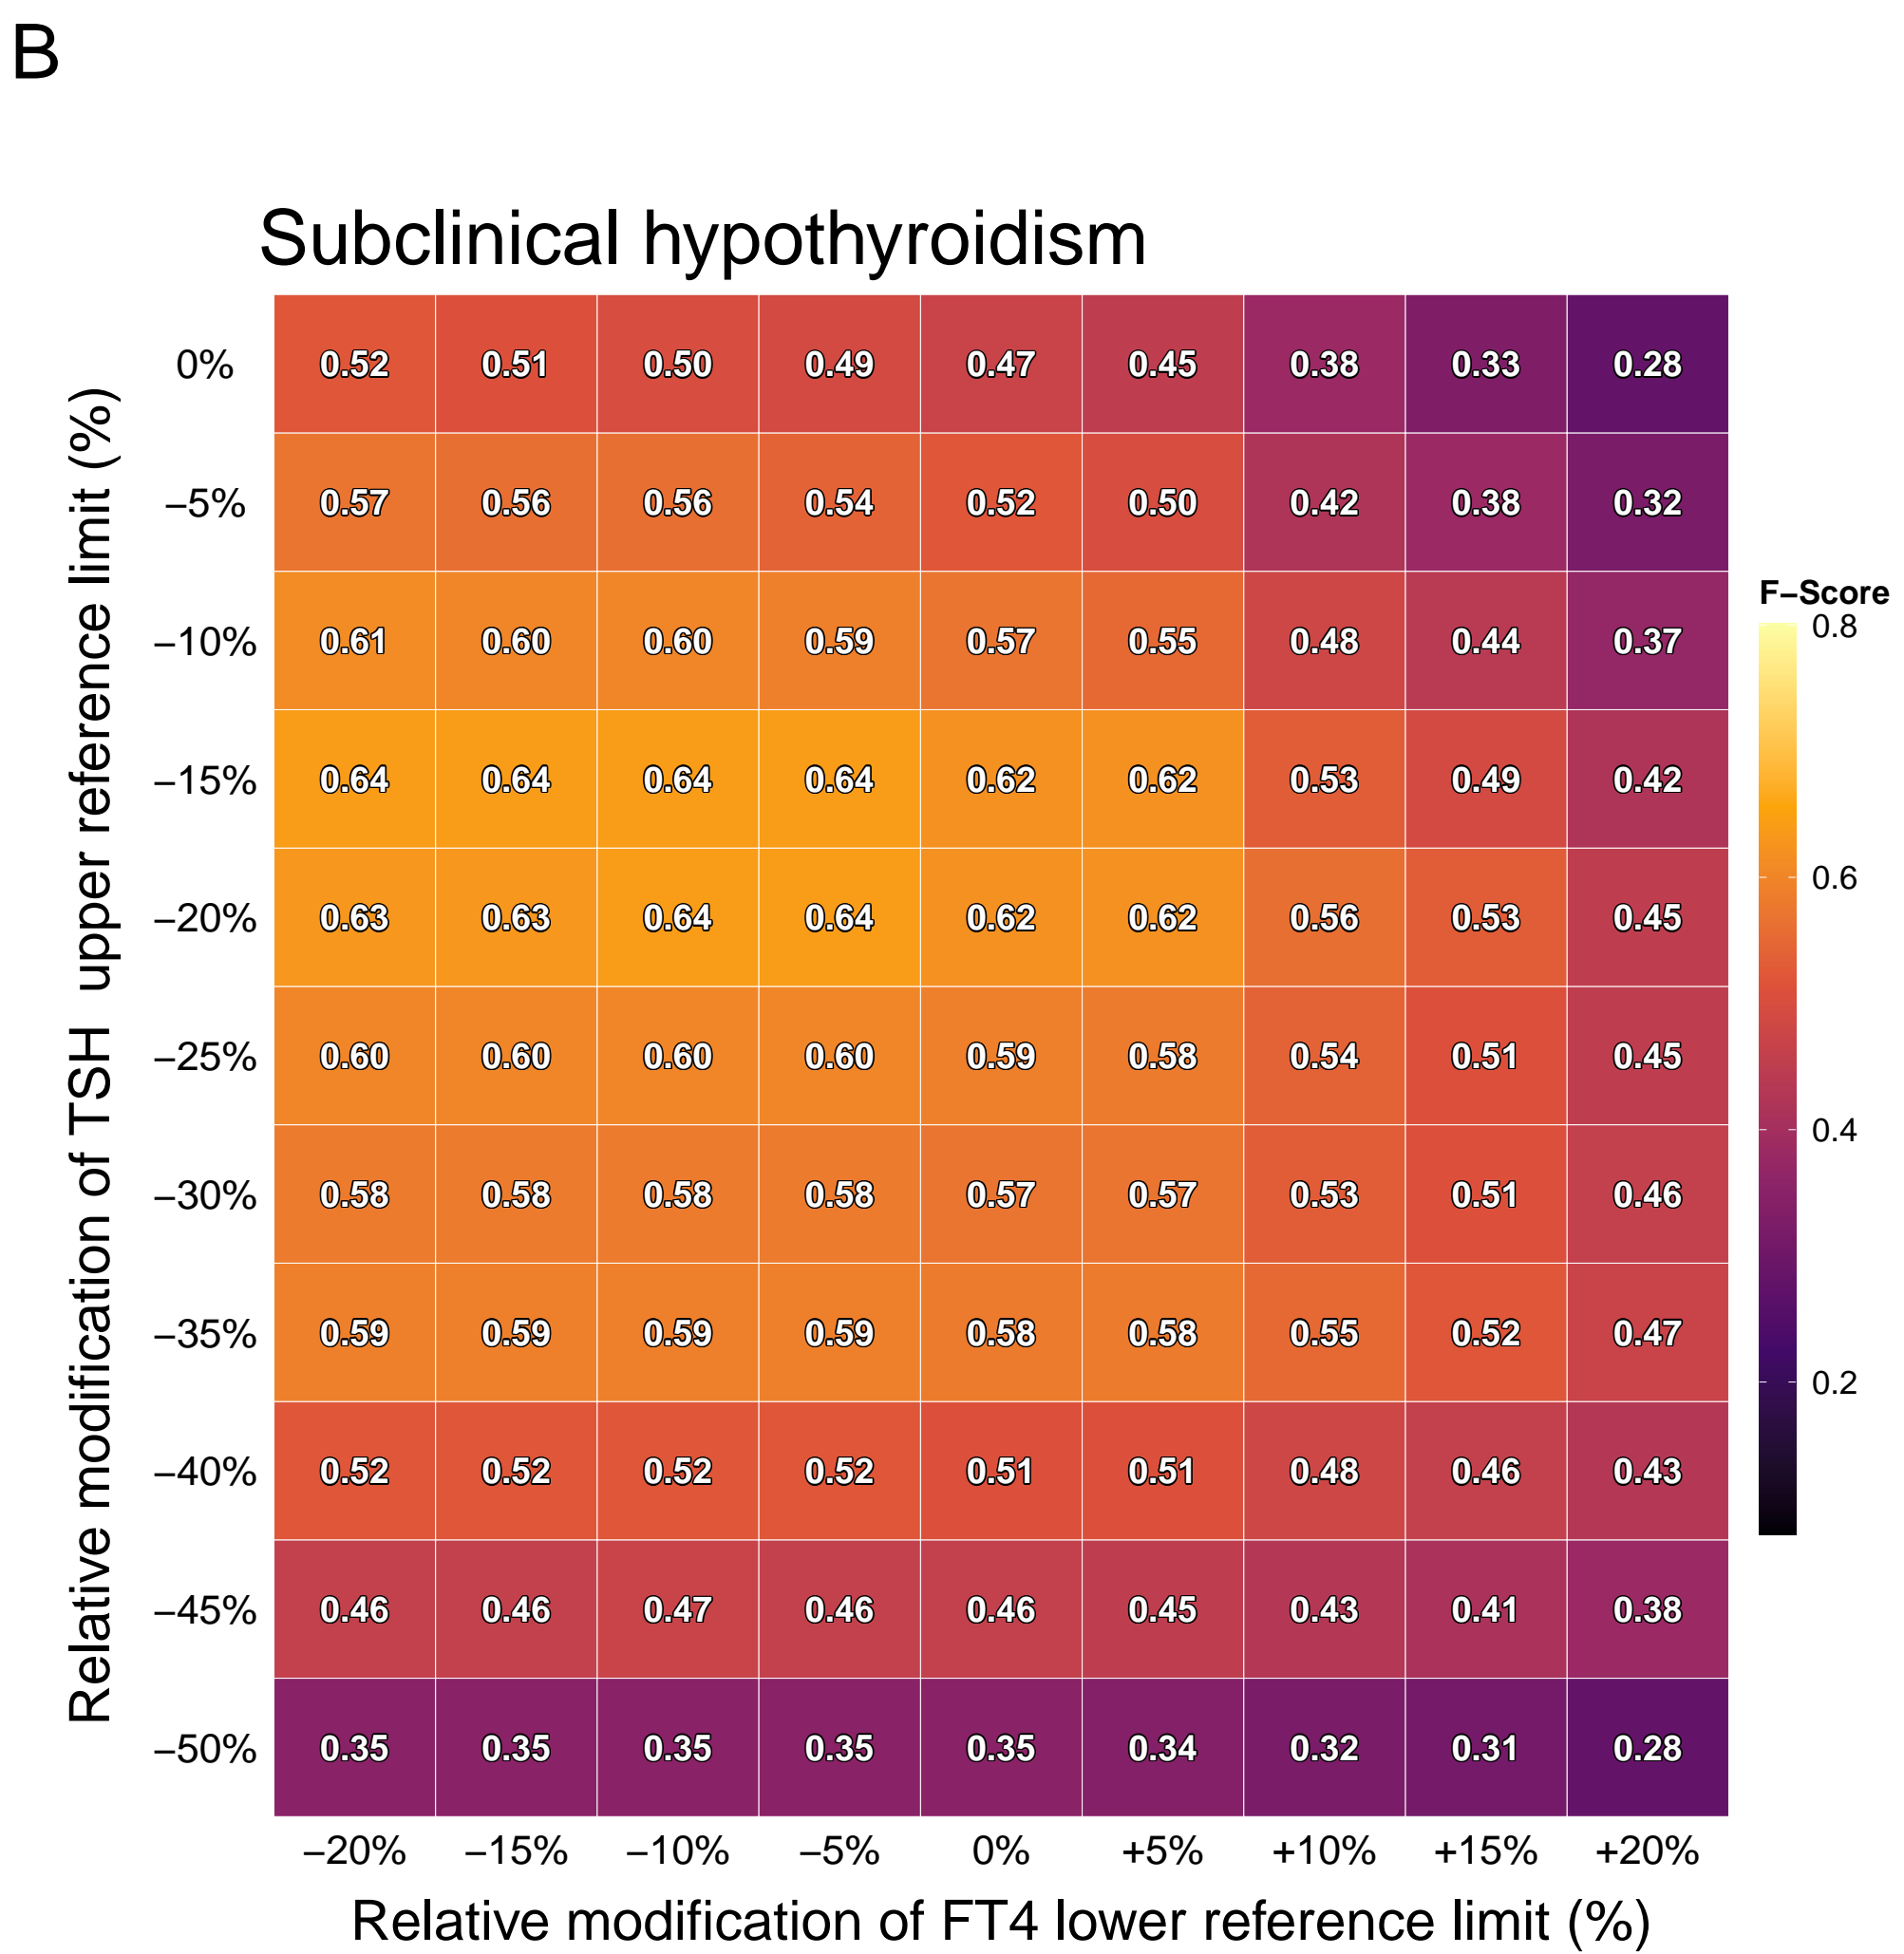 B
Subclinical hypothyroidism
Relative modification of TSH  upper reference limit (%)
0% 0.52 0.51 0.50 0.49 0.47 0.45 0.38 0.33 0.28
−5% 0.57 0.56 0.56 0.54 0.52 0.50 0.42 0.38 0.32
−10% 0.61 0.60 0.60 0.59 0.57 0.55 0.48 0.44 0.37
−15% 0.64 0.64 0.64 0.64 0.62 0.62 0.53 0.49 0.42
−20% 0.63 0.63 0.64 0.64 0.62 0.62 0.56 0.53 0.45
−25% 0.60 0.60 0.60 0.60 0.59 0.58 0.54 0.51 0.45
−30% 0.58 0.58 0.58 0.58 0.57 0.57 0.53 0.51 0.46
−35% 0.59 0.59 0.59 0.59 0.58 0.58 0.55 0.52 0.47
−40% 0.52 0.52 0.52 0.52 0.51 0.51 0.48 0.46 0.43
−45% 0.46 0.46 0.47 0.46 0.46 0.45 0.43 0.41 0.38
−50% 0.35 0.35 0.35 0.35 0.35 0.34 0.32 0.31 0.28
−20% −15% −10% −5% 0% +5% +10% +15% +20%
Relative modification of FT4 lower reference limit (%)
F−Score
0.8
0.6
0.4
0.2